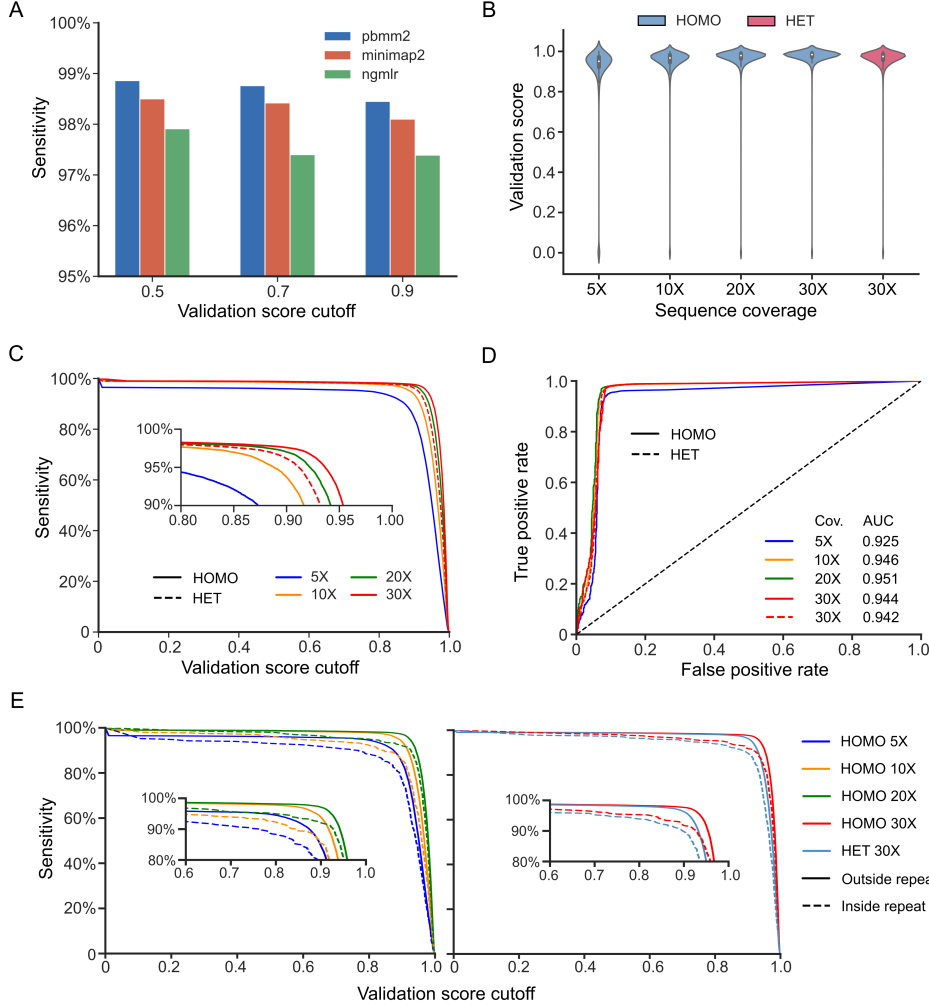 A
100%
99%
98%
97%
96%
95%
Sensitivity
pbmm2
minimap2
ngmlr
0.5 0.7 0.9
Validation score cutoff
B
HOMO HET
1.0
0.8
0.6
0.4
0.2
0.0
Validation score
5X 10X 20X 30X 30X
Sequence coverage
C
100%
80%
60%
40%
20%
0
Sensitivity
100%
95%
90%
0.80 0.85 0.90 0.95 1.00
HOMO
HET
5X 20X
10X 30X
0 0.2 0.4 0.6 0.8 1.0
Validation score cutoff
D
1.0
0.8
0.6
0.4
0.2
0
True positive rate
HOMO
HET
Cov. AUC
5X 0.925
10X 0.946
20X 0.951
30X 0.944
30X 0.942
0 0.2 0.4 0.6 0.8 1.0
False positive rate
E
100%
80%
60%
40%
20%
0
Sensitivity
100%
90%
80%
0.6 0.7 0.8 0.9 1.0
0 0.2 0.4 0.6 0.8 1.0
100%
90%
80%
0.6 0.7 0.8 0.9 1.0
0 0.2 0.4 0.6 0.8 1.0
Validation score cutoff
HOMO 5X
HOMO 10X
HOMO 20X
HOMO 30X
HET 30X
Outside repea
Inside repeat